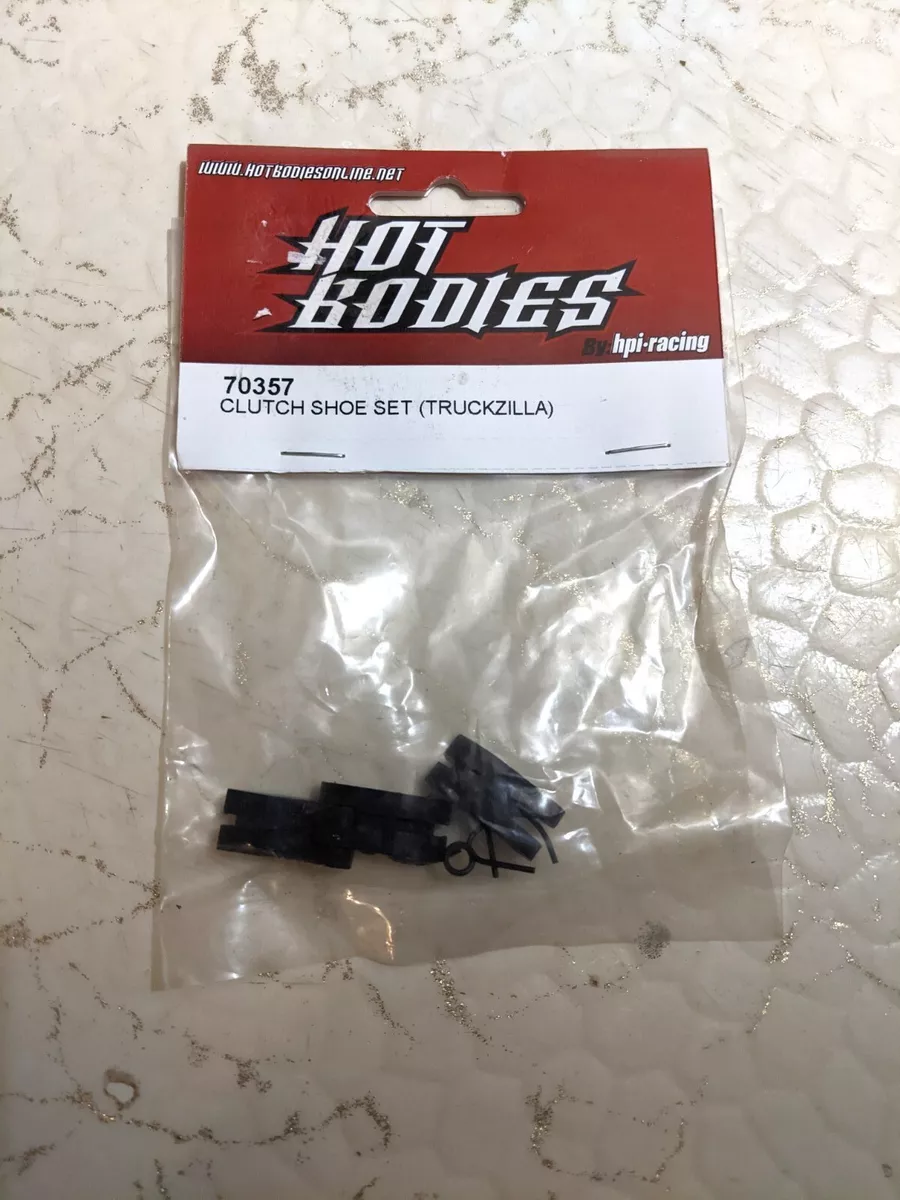 WWW.HOTBODIESONLINE.NET
HOT
BODIES
By:hpi·racing
70357
CLUTCH SHOE SET (TRUCKZILLA)